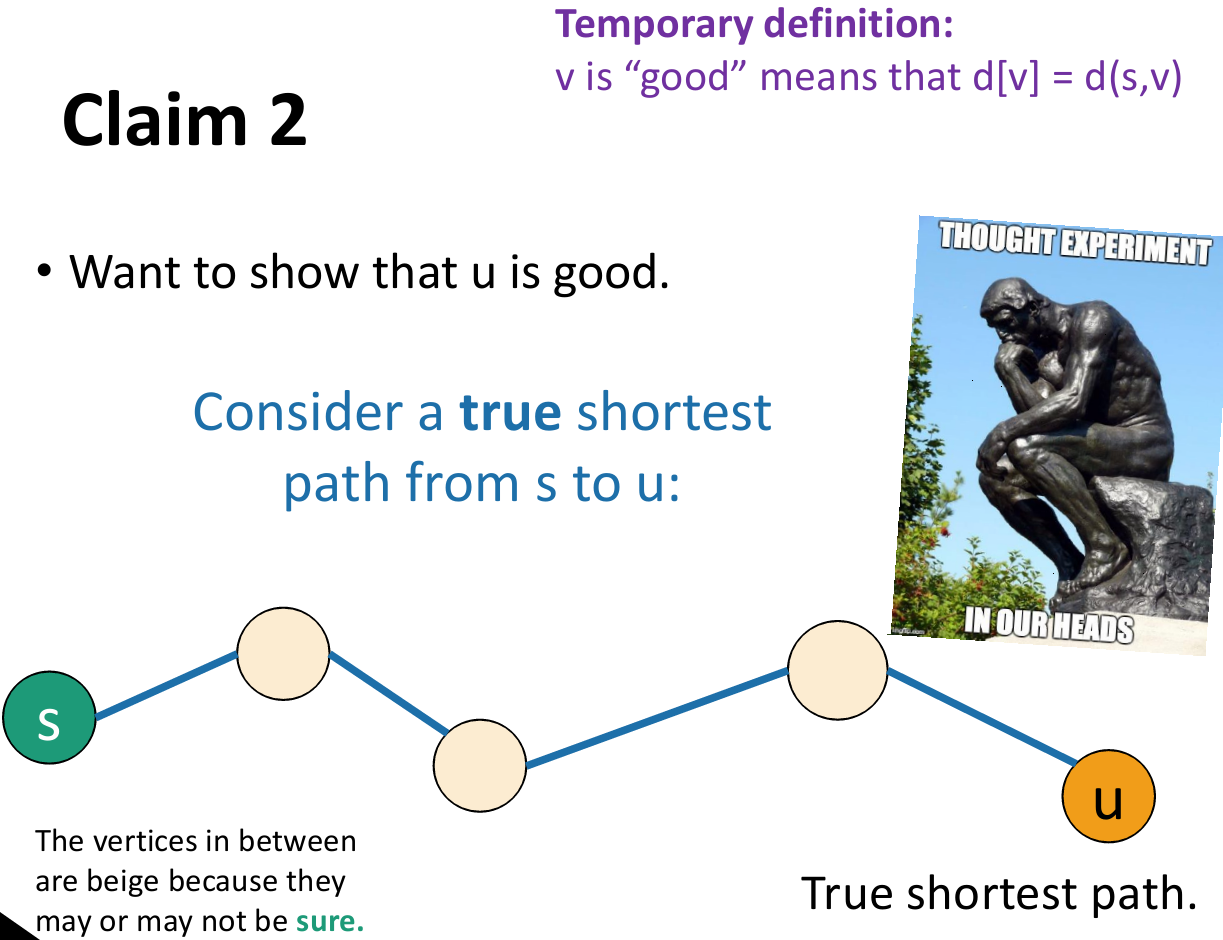 Temporary definition:
v is “good” means that d[v] = d(s,v)
Claim 2
• Want to show that u is good.
THOUGHT EXPERIMENT
IN OUR HEADS
Consider a true shortest
path from s to u:
s
u
The vertices in between
are beige because they
may or may not be sure.
True shortest path.